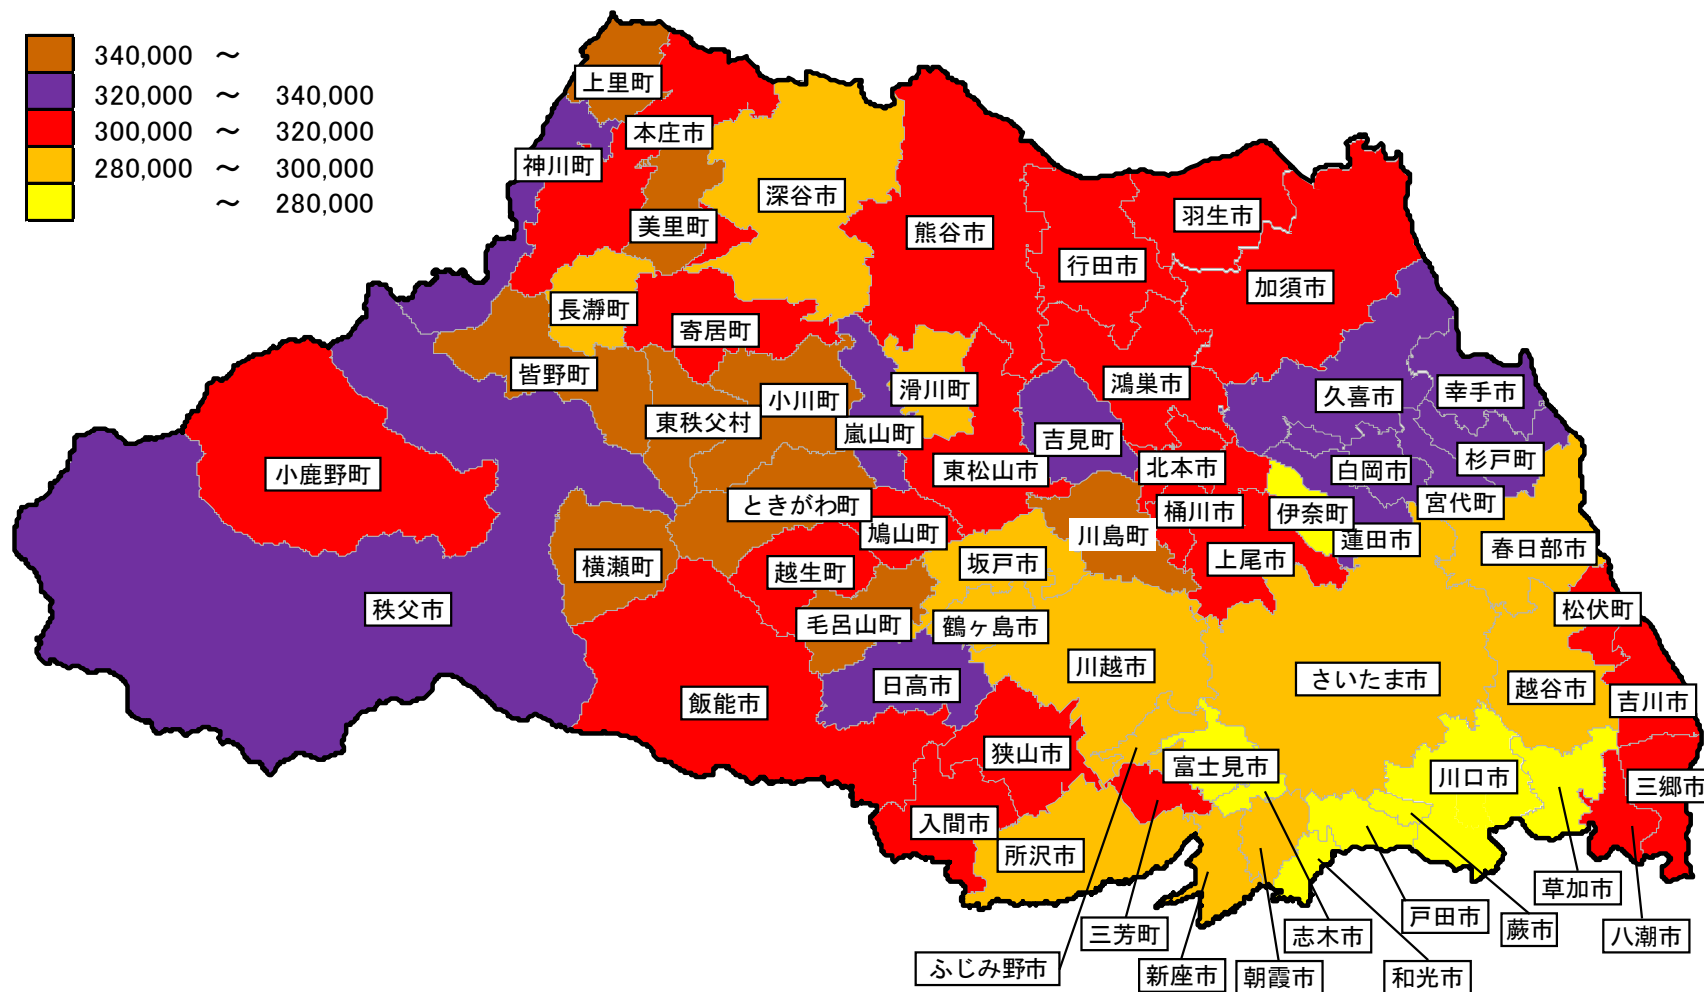 340,000 ～
320,000 ～ 340,000
300,000 ～ 320,000
280,000 ～ 300,000
～ 280,000
上里町
本庄市
神川町
深谷市
美里町
羽生市
熊谷市
行田市
加須市
長瀞町
寄居町
皆野町
鴻巣市
滑川町
小川町
久喜市
幸手市
東秩父村
嵐山町
吉見町
小鹿野町
東松山市
北本市
白岡市
杉戸町
ときがわ町
桶川市
伊奈町
宮代町
鳩山町
川島町
蓮田市
春日部市
横瀬町
越生町
坂戸市
上尾市
秩父市
毛呂山町
鶴ヶ島市
松伏町
日高市
川越市
さいたま市
越谷市
飯能市
吉川市
狭山市
富士見市
川口市
三郷市
入間市
所沢市
草加市
戸田市
蕨市
三芳町
志木市
八潮市
ふじみ野市
新座市
朝霞市
和光市